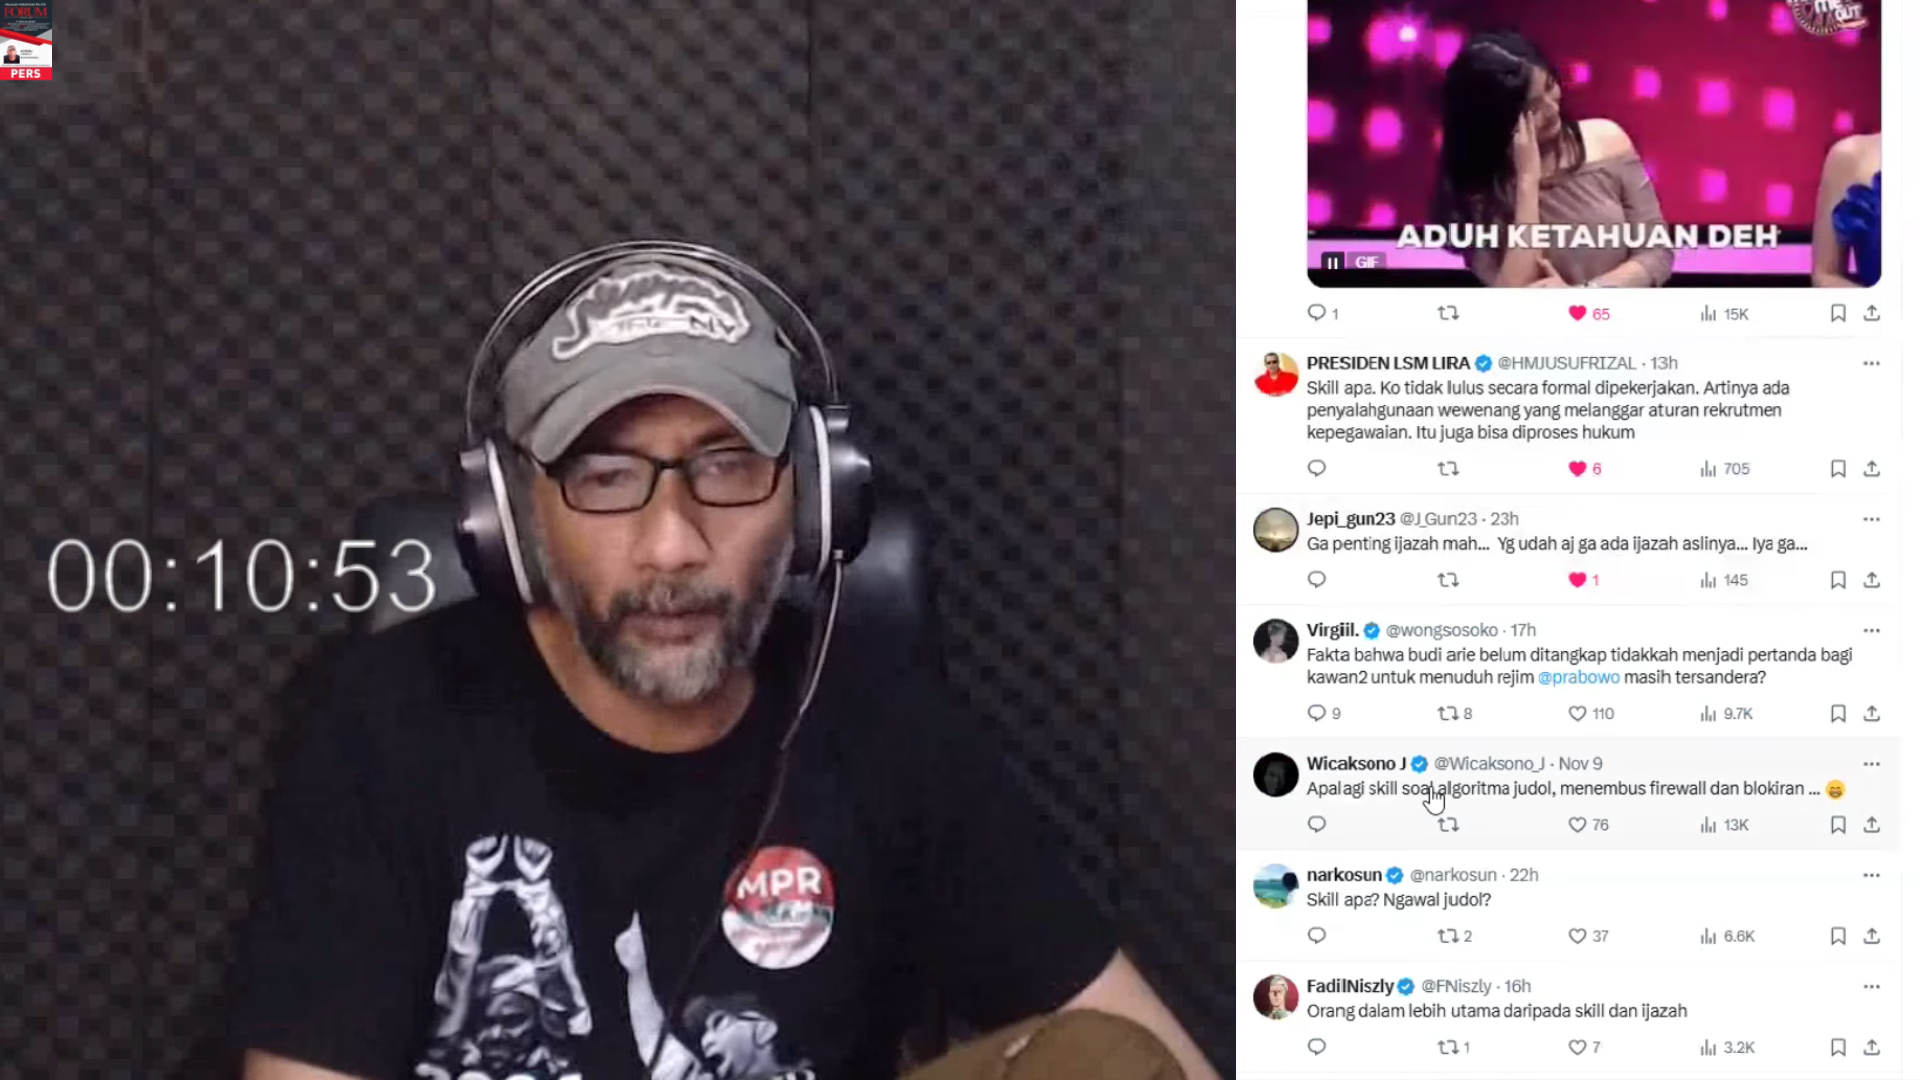 FORUM
PERS
00:10:53
MPR
ME
OUT
ADUH KETAHUAN DEH
GIF
1
65
15K
PRESIDEN LSM LIRA @HMJUSUFRIZAL · 13h
Skill apa. Ko tidak lulus secara formal dipekerjakan. Artinya ada
penyalahgunaan wewenang yang melanggar aturan rekrutmen
kepegawaian. Itu juga bisa diproses hukum
6
705
Jepi_gun23 @J_Gun23 · 23h
Ga penting ijazah mah... Yg udah aj ga ada ijazah aslinya... Iya ga...
1
145
Virgiil. @wongsosoko · 17h
Fakta bahwa budi arie belum ditangkap tidakkah menjadi pertanda bagi
kawan2 untuk menuduh rejim @prabowo masih tersandera?
9
8
110
9.7K
Wicaksono J @Wicaksono_J · Nov 9
Apalagi skill soal algoritma judol, menembus firewall dan blokiran ... 😁
76
13K
narkosun @narkosun · 22h
Skill apa? Ngawal judol?
2
37
6.6K
FadilNiszly @FNiszly · 16h
Orang dalam lebih utama daripada skill dan ijazah
1
7
3.2K